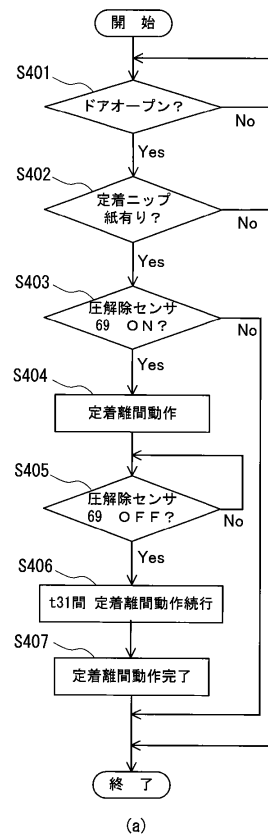 開 始
S401
ドアオープン?
No
Yes
S402
定着ニップ
紙有り?
No
Yes
S403
圧解除センサ
69 ON?
No
Yes
S404
定着離間動作
S405
圧解除センサ
69 OFF?
No
Yes
S406
t31間 定着離間動作続行
S407
定着離間動作完了
終 了
(a)